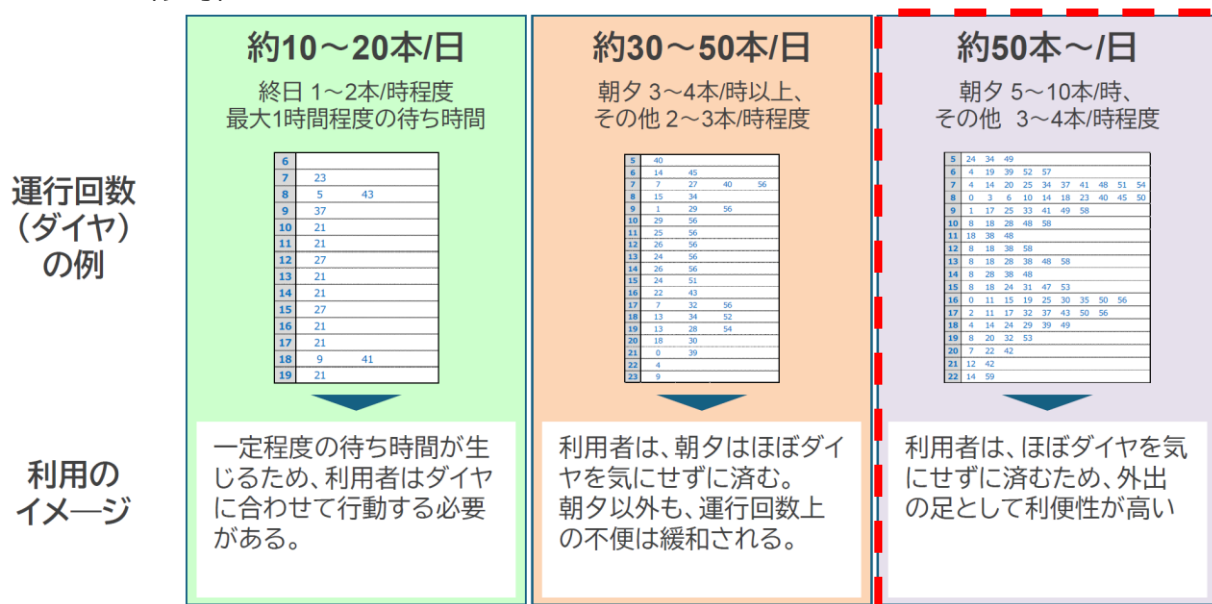 約10～20本/日
終日 1～2本/時程度
最大1時間程度の待ち時間
約30～50本/日
朝夕 3～4本/時以上、
その他 2～3本/時程度
約50本～/日
朝夕 5～10本/時、
その他 3～4本/時程度
運行回数
（ダイヤ）
の例
6
7 23
8 5 43
9 37
10 21
11 21
12 27
13 21
14 21
15 27
16 21
17 21
18 9 41
19 21
5 40
6 14 45
7 7 27 40 56
8 15 34
9 1 29 56
10 29 56
11 25 56
12 26 56
13 24 56
14 26 56
15 24 51
16 22 43
17 7 32 56
18 13 34 52
19 13 28 54
20 18 30
21 0 39
22 4
23 9
5 24 34 49
6 4 19 39 52 57
7 4 14 20 25 34 37 41 48 51 54
8 0 3 6 10 14 18 23 40 45 50
9 1 17 25 33 41 49 58
10 8 18 28 48 58
11 18 38 48
12 8 18 38 58
13 8 18 28 38 48 58
14 8 28 38 48
15 8 18 24 31 47 53
16 0 11 15 19 25 30 35 50 56
17 2 11 17 32 37 43 50 56
18 4 14 24 29 39 49
19 8 20 32 53
20 7 22 42
21 12 42
22 14 59
利用の
イメージ
一定程度の待ち時間が生
じるため、利用者はダイヤ
に合わせて行動する必要
がある。
利用者は、朝夕はほぼダイ
ヤを気にせずに済む。
朝夕以外も、運行回数上
の不便は緩和される。
利用者は、ほぼダイヤを気
にせずに済むため、外出
の足として利便性が高い